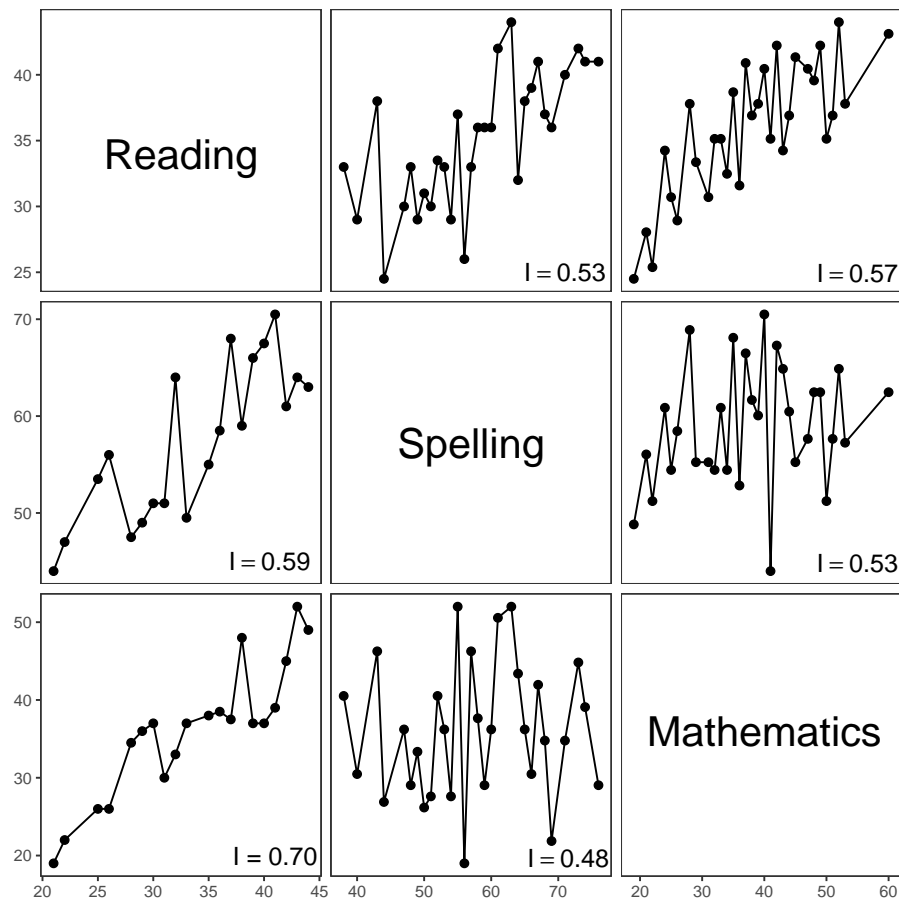 40
35
30
25
Reading
I = 0.53
I = 0.57
70
60
50
I = 0.59
Spelling
I = 0.53
50
40
30
20
I = 0.70
I = 0.48
Mathematics
20 25 30 35 40 45
40 50 60 70
20 30 40 50 60